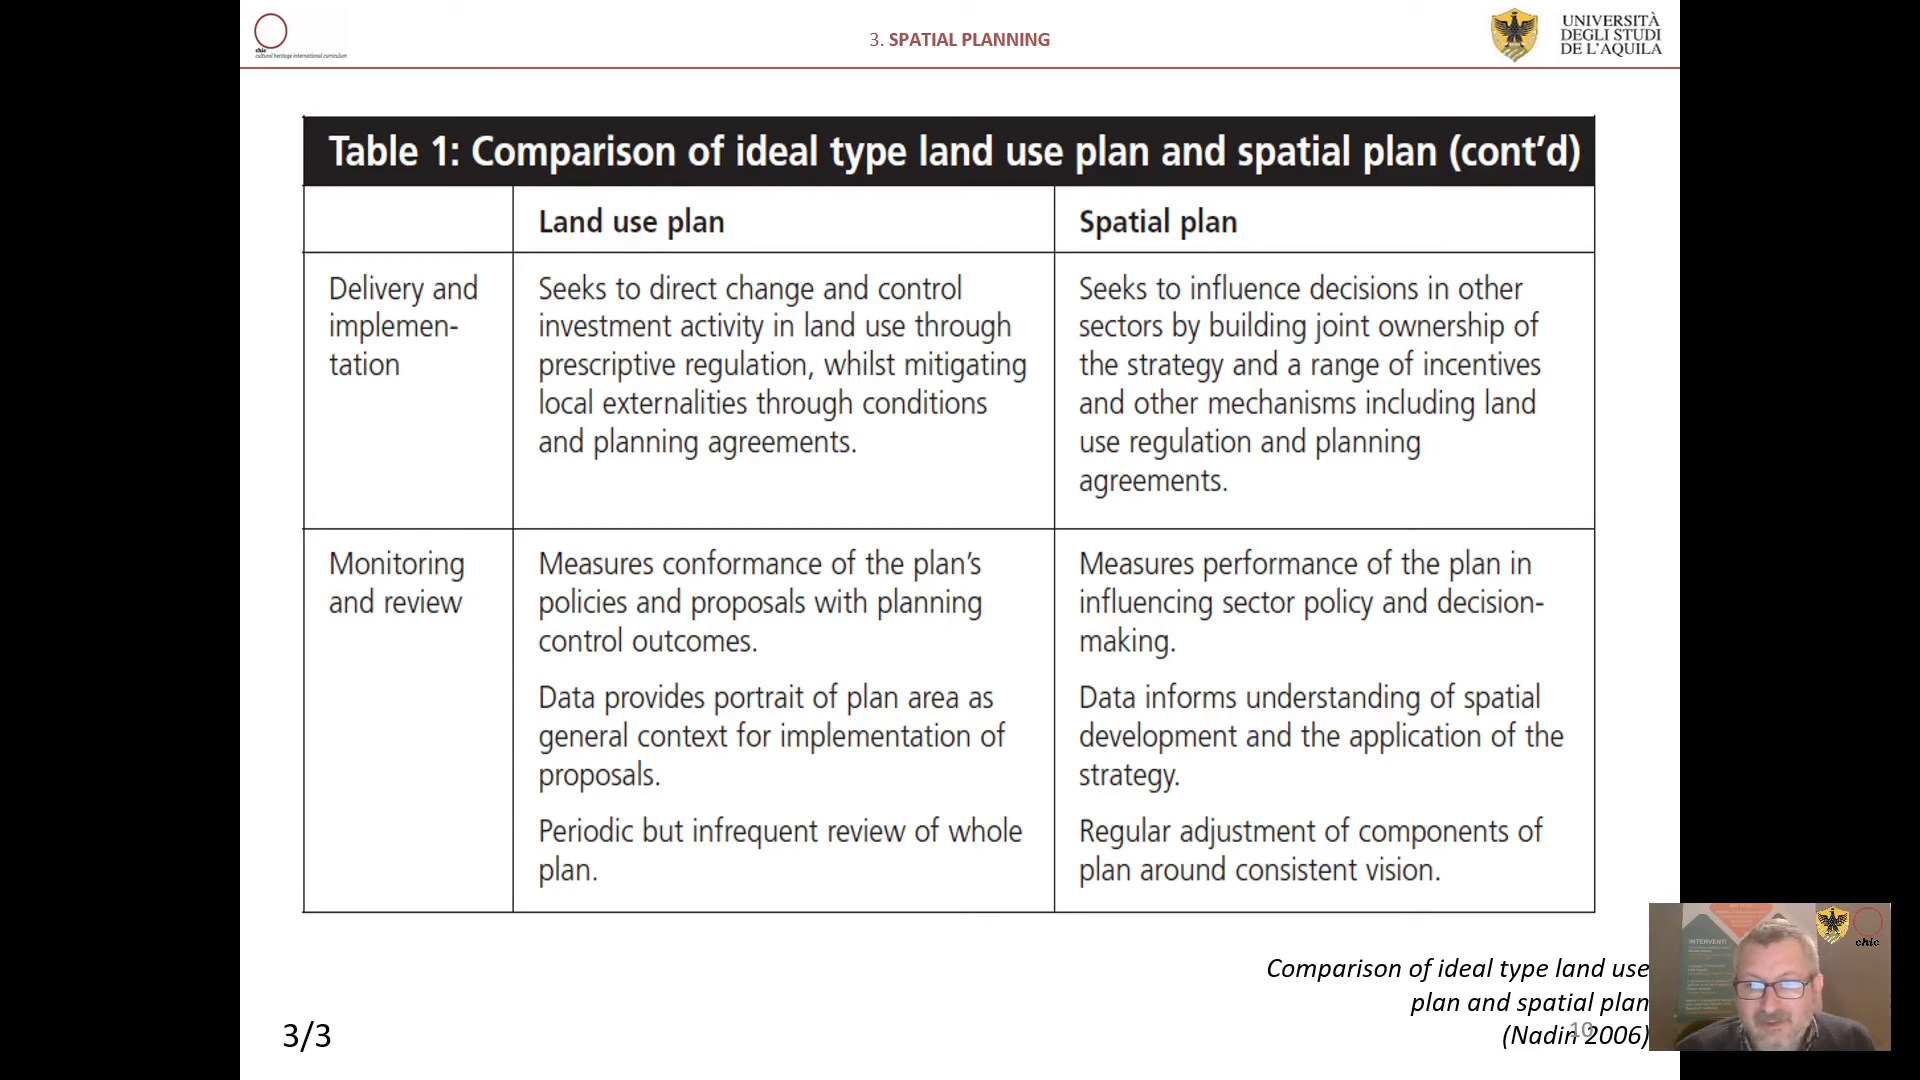 chic
cultural heritage international curriculum
3. SPATIAL PLANNING
UNIVERSITÀ
DEGLI STUDI
DE L'AQUILA
Table 1: Comparison of ideal type land use plan and spatial plan (cont'd)
Land use plan
Spatial plan
Delivery and
implemen-
tation
Seeks to direct change and control
investment activity in land use through
prescriptive regulation, whilst mitigating
local externalities through conditions
and planning agreements.
Seeks to influence decisions in other
sectors by building joint ownership of
the strategy and a range of incentives
and other mechanisms including land
use regulation and planning
agreements.
Monitoring
and review
Measures conformance of the plan's
policies and proposals with planning
control outcomes.
Data provides portrait of plan area as
general context for implementation of
proposals.
Periodic but infrequent review of whole
plan.
Measures performance of the plan in
influencing sector policy and decision-
making.
Data informs understanding of spatial
development and the application of the
strategy.
Regular adjustment of components of
plan around consistent vision.
Comparison of ideal type land use
plan and spatial plan
(Nadin 2006)
10
3/3
INTERVENTI
chic